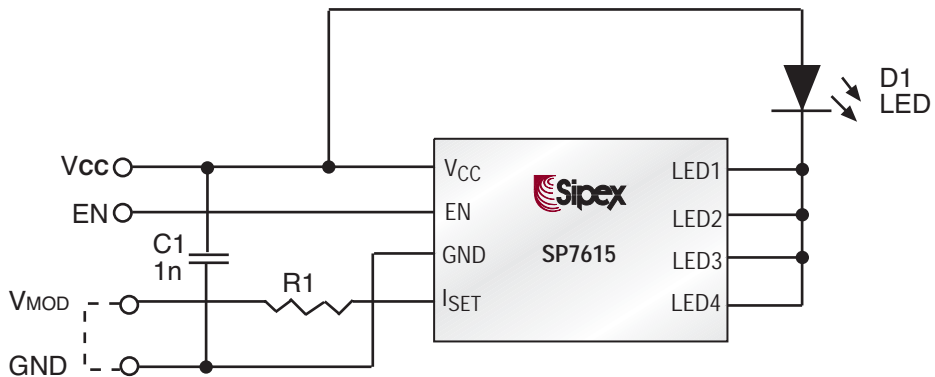 D1
LED
Vcc
EN
C1
1n
VMOD
R1
GND
VCC
EN
GND
ISET
Sipex
SP7615
LED1
LED2
LED3
LED4